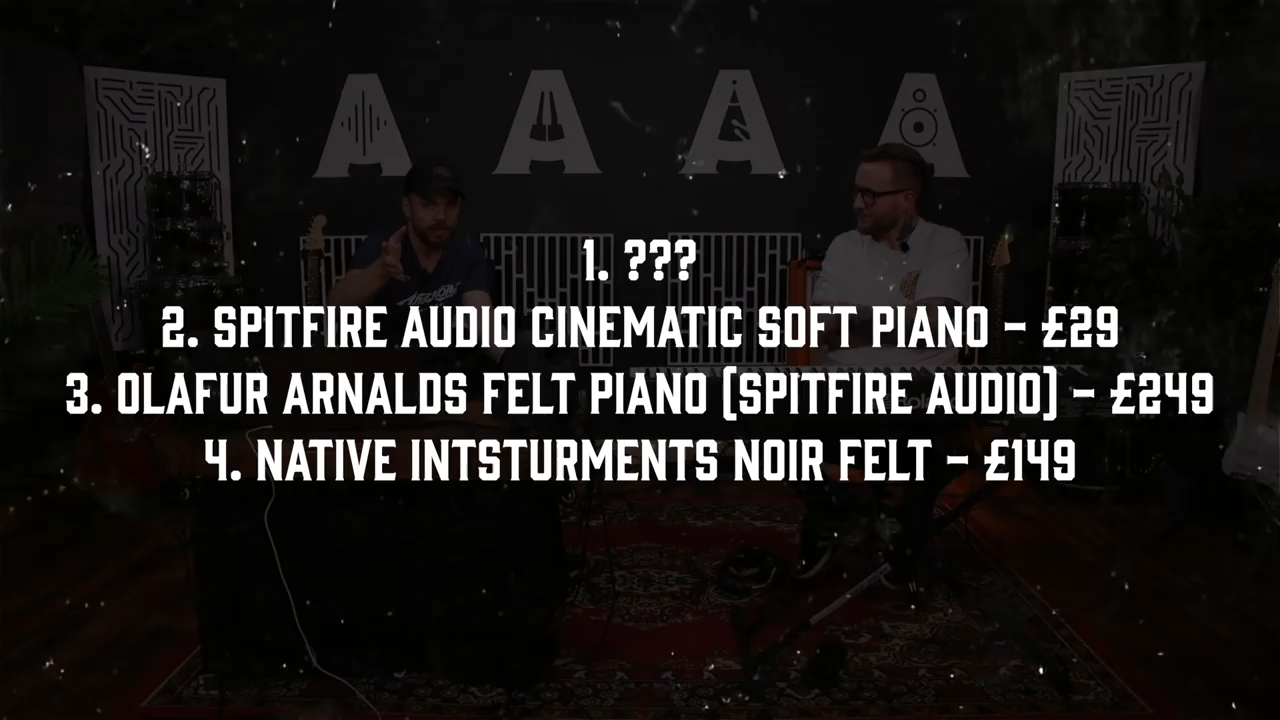 1. ???
2. SPITFIRE AUDIO CINEMATIC SOFT PIANO – £29
3. OLAFUR ARNALDS FELT PIANO (SPITFIRE AUDIO) – £249
4. NATIVE INTSTURMENTS NOIR FELT – £149